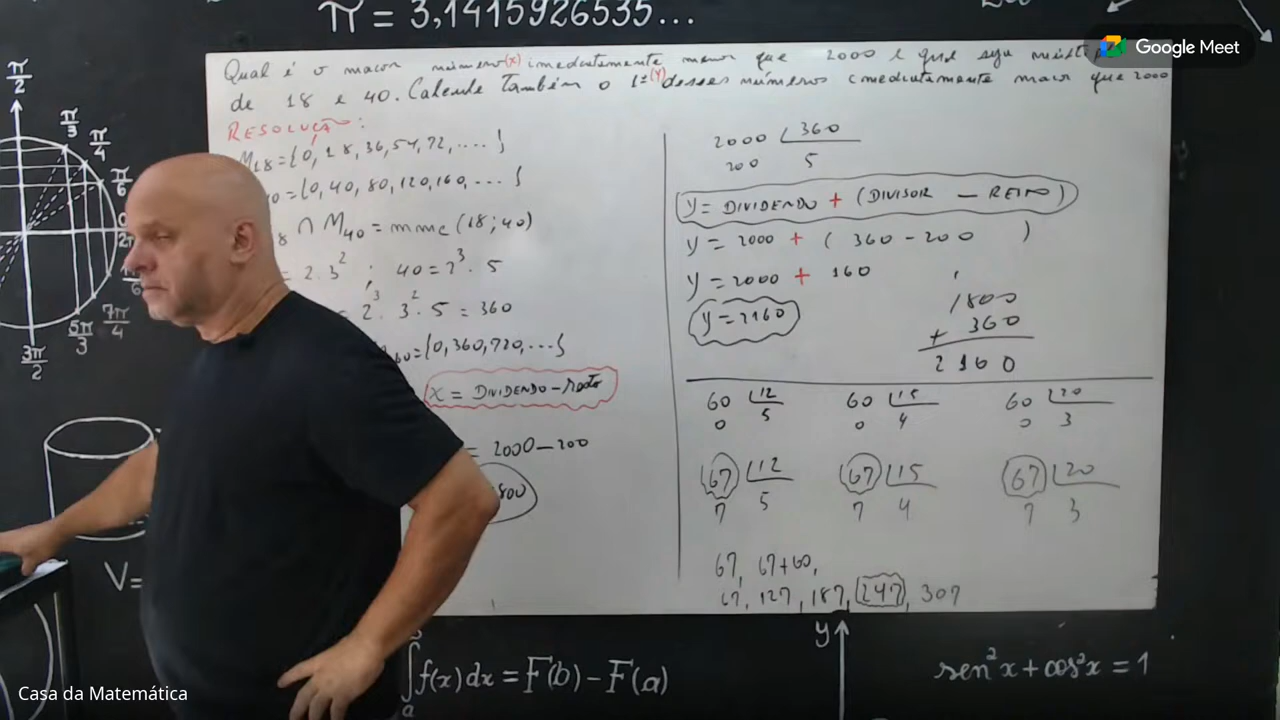 π = 3,1415926535...
Google Meet
Qual é o maior número (x) imediatamente menor que 2000 e que seja
de 18 e 40. Calcule também o 1º (y) desses números imediatamente maior que 2000
RESOLUÇÃO:
M18={0, 18, 36, 54, 72, ....}
={0, 40, 80, 120, 160, ... }
∩ M40 = mmc (18; 40)
= 2.3² ; 40 = 2³ . 5
= 2³. 3². 5 = 360
={0, 360, 720, ...}
x = DIVIDENDO - resto
= 2000 - 200
2000 360
200 5
y = DIVIDENDO + (DIVISOR - RESTO)
y = 2000 + ( 360 - 200 )
y = 2000 + 160
y = 2160
1800
+ 360
2160
60 12 60 15 60 20
0 5 0 4 0 3
67 12 67 15 67 20
7 5 7 4 7 3
67, 67+60,
67, 127, 187, 247, 307
π/2
π/3
π/4
π/6
0
5π/3
7π/4
3π/2
V=
∫ f(x)dx = F(b) - F(a)
a
y
sen²x + cos²x = 1
Casa da Matemática